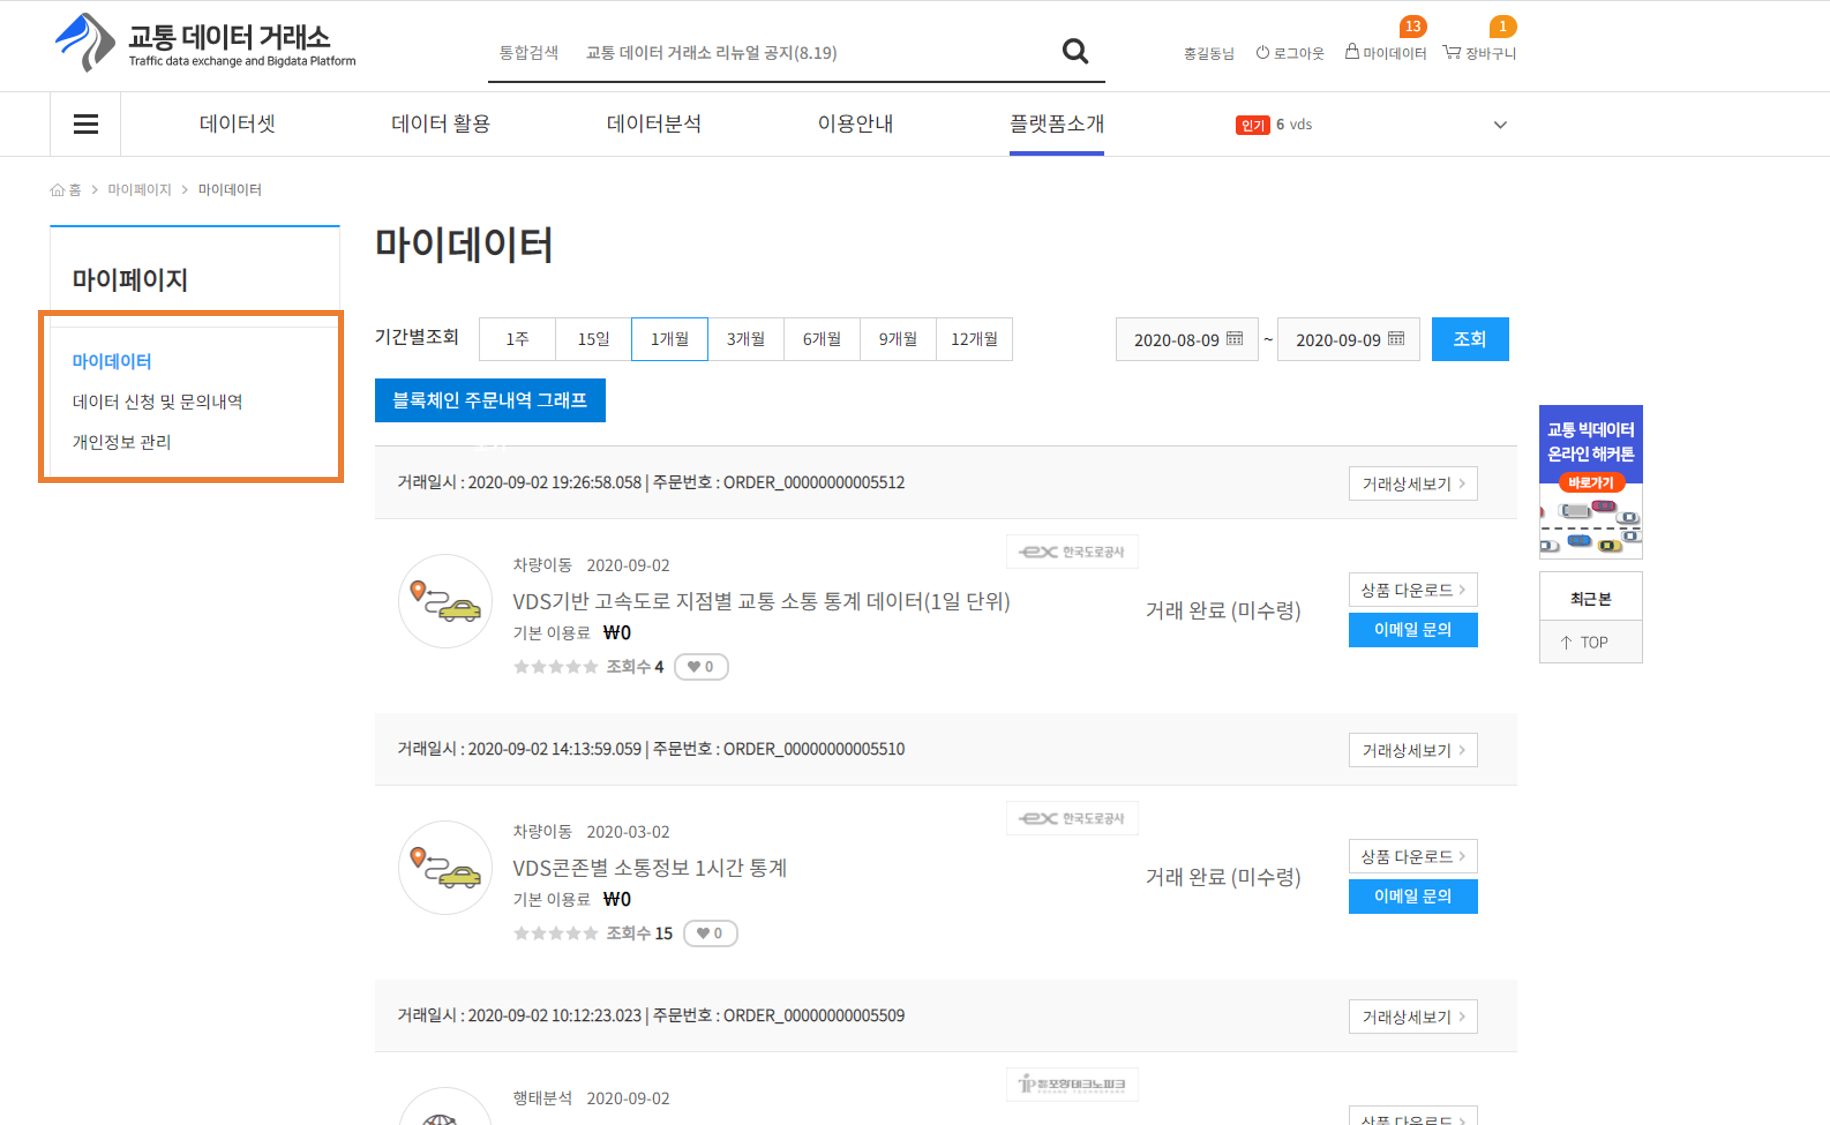 교통 데이터 거래소
Traffic data exchange and Bigdata Platform
통합검색 교통 데이터 거래소 리뉴얼 공지(8.19)
홍길동님 로그아웃 마이데이터 13 장바구니 1
데이터셋 데이터 활용 데이터분석 이용안내 플랫폼소개 인기 6 vds
홈 > 마이페이지 > 마이데이터
마이페이지
마이데이터
데이터 신청 및 문의내역
개인정보 관리
마이데이터
기간별조회 1주 15일 1개월 3개월 6개월 9개월 12개월 2020-08-09 ~ 2020-09-09 조회
블록체인 주문내역 그래프
거래일시 : 2020-09-02 19:26:58.058 | 주문번호 : ORDER_00000000005512 거래상세보기 >
차량이동 2020-09-02
ex 한국도로공사
VDS기반 고속도로 지점별 교통 소통 통계 데이터(1일 단위)
기본 이용료 ₩0
조회수 4 ♥ 0
거래 완료 (미수령)
상품 다운로드 >
이메일 문의
거래일시 : 2020-09-02 14:13:59.059 | 주문번호 : ORDER_00000000005510 거래상세보기 >
차량이동 2020-03-02
ex 한국도로공사
VDS콘존별 소통정보 1시간 통계
기본 이용료 ₩0
조회수 15 ♥ 0
거래 완료 (미수령)
상품 다운로드 >
이메일 문의
거래일시 : 2020-09-02 10:12:23.023 | 주문번호 : ORDER_00000000005509 거래상세보기 >
행태분석 2020-09-02
포항테크노파크
상품 다운로드 >
교통 빅데이터
온라인 해커톤
바로가기
최근 본
↑ TOP